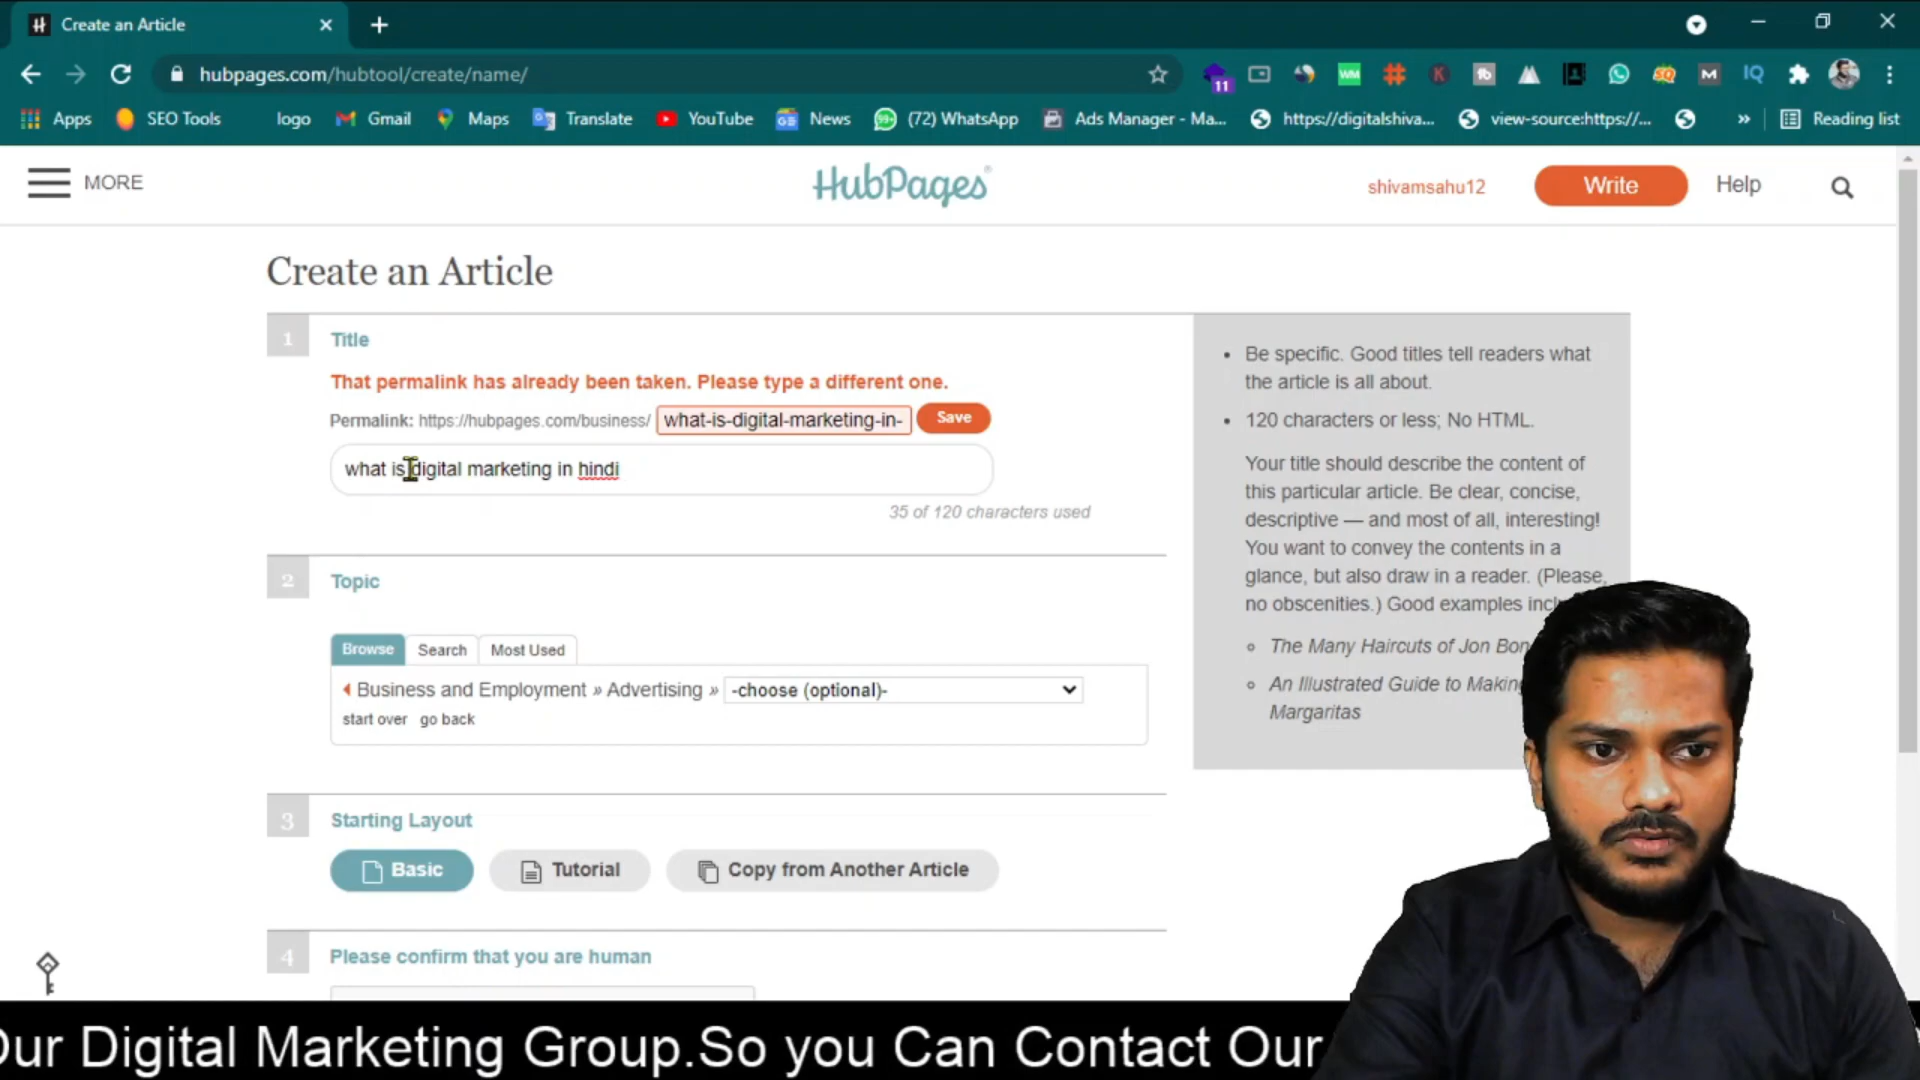 Create an Article
hubpages.com/hubtool/create/name/
WM
K
11
M
IQ
Apps
SEO Tools
logo
Gmail
Maps
Translate
YouTube
News
99+
(72) WhatsApp
Ads Manager - Ma...
https://digitalshiva...
view-source:https://...
»
Reading list
MORE
HubPages
shivamsahu12
Write
Help
Create an Article
1
Title
That permalink has already been taken. Please type a different one.
Permalink: https://hubpages.com/business/
what-is-digital-marketing-in-
Save
what is digital marketing in hindi
35 of 120 characters used
2
Topic
Browse
Search
Most Used
Business and Employment » Advertising »
-choose (optional)-
start over
go back
3
Starting Layout
Basic
Tutorial
Copy from Another Article
4
Please confirm that you are human
• Be specific. Good titles tell readers what
the article is all about.
• 120 characters or less; No HTML.
Your title should describe the content of
this particular article. Be clear, concise,
descriptive — and most of all, interesting!
You want to convey the contents in a
glance, but also draw in a reader. (Please,
no obscenities.) Good examples
The Many Haircuts of Jon
An Illustrated Guide to
Margaritas
Our Digital Marketing Group.So you Can Contact Our